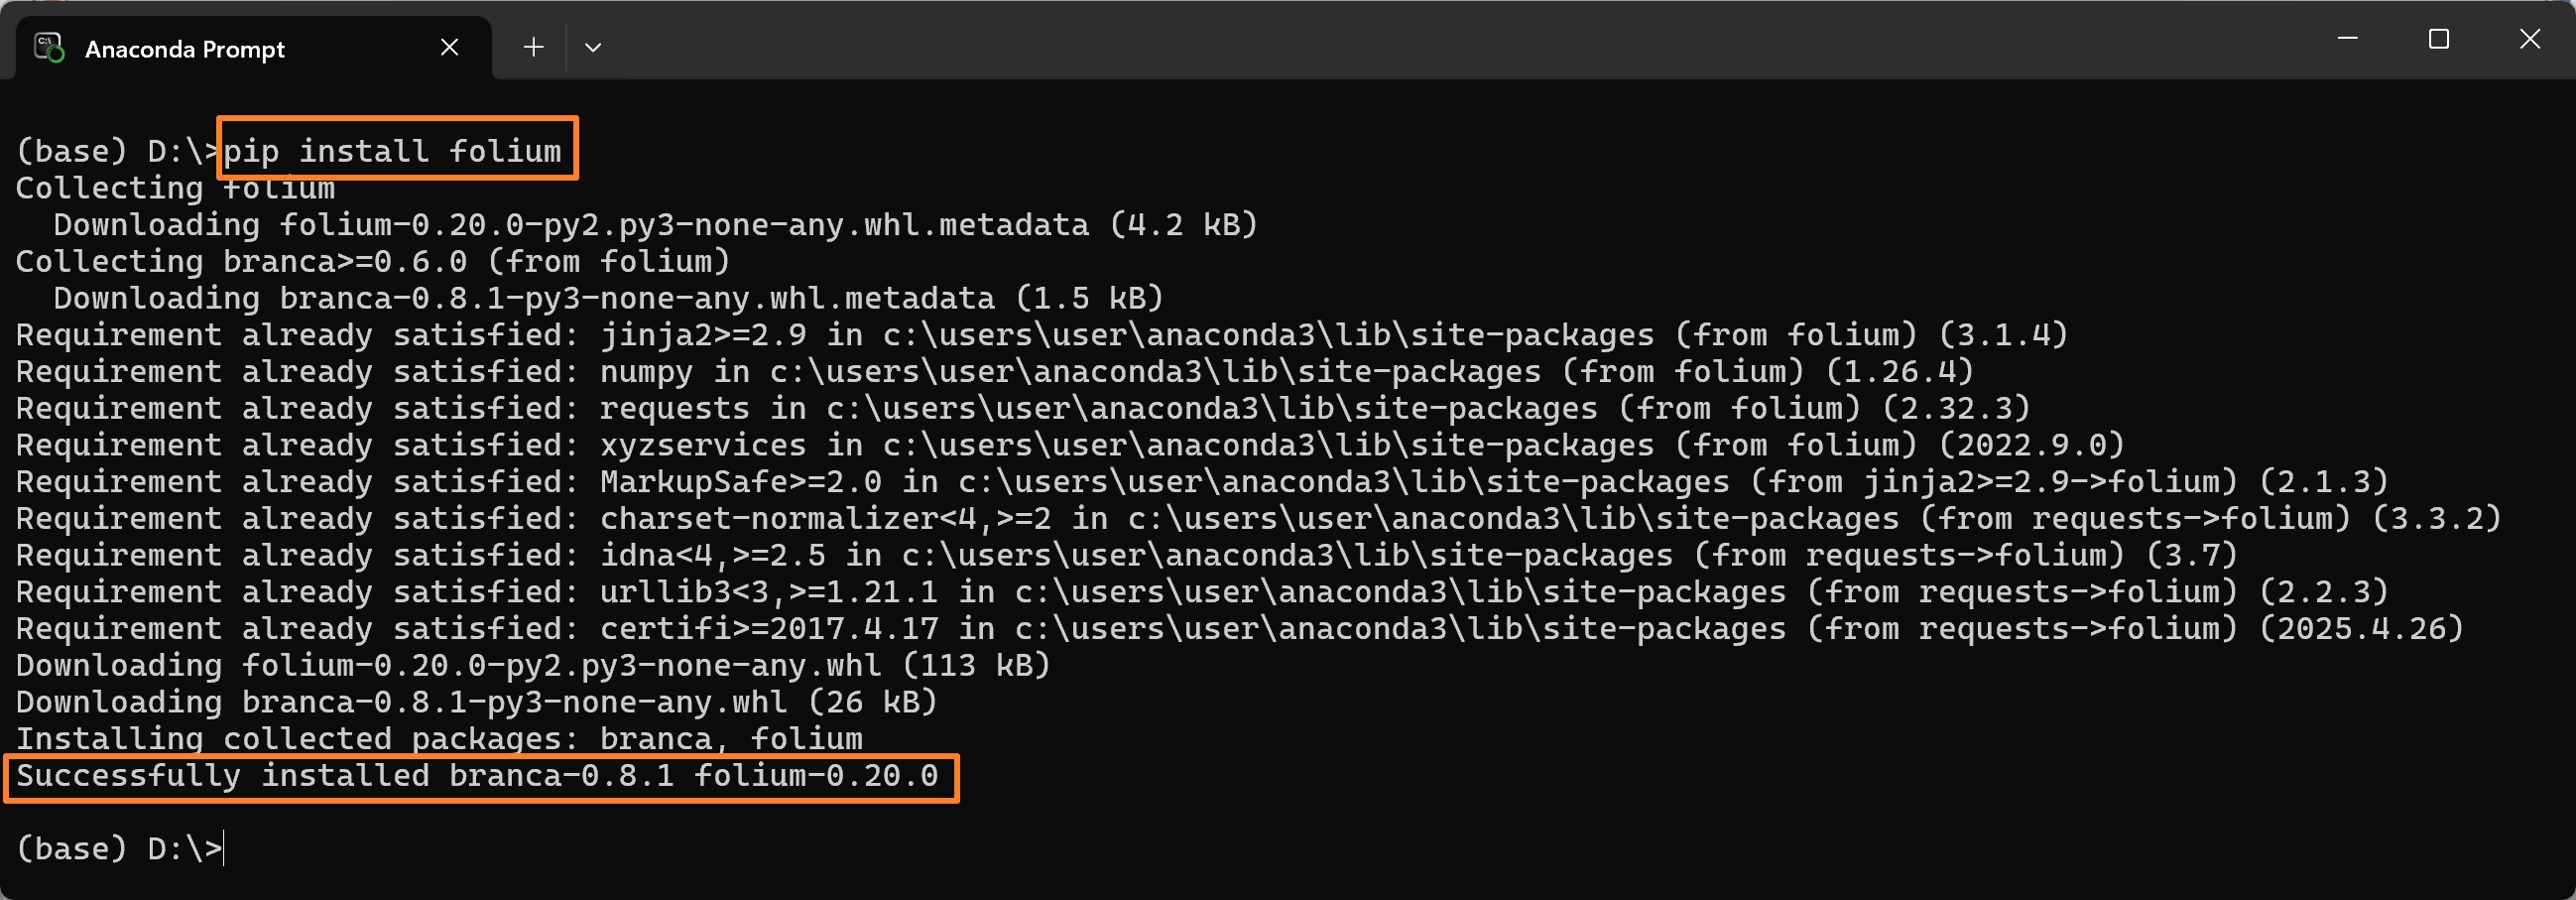 Anaconda Prompt
(base) D:\>pip install folium
Collecting folium
  Downloading folium-0.20.0-py2.py3-none-any.whl.metadata (4.2 kB)
Collecting branca>=0.6.0 (from folium)
  Downloading branca-0.8.1-py3-none-any.whl.metadata (1.5 kB)
Requirement already satisfied: jinja2>=2.9 in c:\users\user\anaconda3\lib\site-packages (from folium) (3.1.4)
Requirement already satisfied: numpy in c:\users\user\anaconda3\lib\site-packages (from folium) (1.26.4)
Requirement already satisfied: requests in c:\users\user\anaconda3\lib\site-packages (from folium) (2.32.3)
Requirement already satisfied: xyzservices in c:\users\user\anaconda3\lib\site-packages (from folium) (2022.9.0)
Requirement already satisfied: MarkupSafe>=2.0 in c:\users\user\anaconda3\lib\site-packages (from jinja2>=2.9->folium) (2.1.3)
Requirement already satisfied: charset-normalizer<4,>=2 in c:\users\user\anaconda3\lib\site-packages (from requests->folium) (3.3.2)
Requirement already satisfied: idna<4,>=2.5 in c:\users\user\anaconda3\lib\site-packages (from requests->folium) (3.7)
Requirement already satisfied: urllib3<3,>=1.21.1 in c:\users\user\anaconda3\lib\site-packages (from requests->folium) (2.2.3)
Requirement already satisfied: certifi>=2017.4.17 in c:\users\user\anaconda3\lib\site-packages (from requests->folium) (2025.4.26)
Downloading folium-0.20.0-py2.py3-none-any.whl (113 kB)
Downloading branca-0.8.1-py3-none-any.whl (26 kB)
Installing collected packages: branca, folium
Successfully installed branca-0.8.1 folium-0.20.0
(base) D:\>